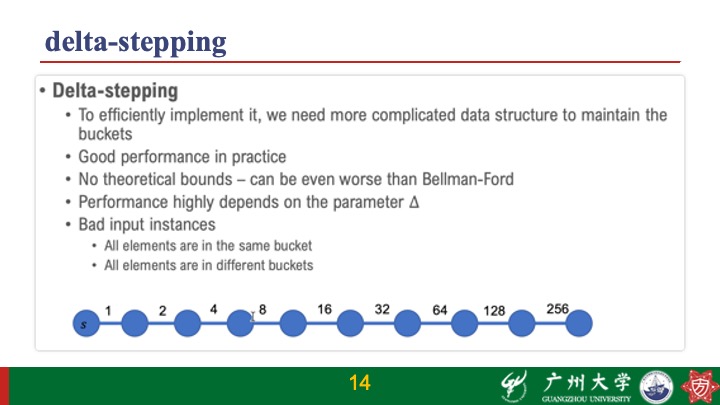 delta-stepping
• Delta-stepping
• To efficiently implement it, we need more complicated data structure to maintain the
buckets
• Good performance in practice
• No theoretical bounds – can be even worse than Bellman-Ford
• Performance highly depends on the parameter Δ
• Bad input instances
• All elements are in the same bucket
• All elements are in different buckets
1 2 4 8 16 32 64 128 256
s
14
广州大学
GUANGZHOU UNIVERSITY